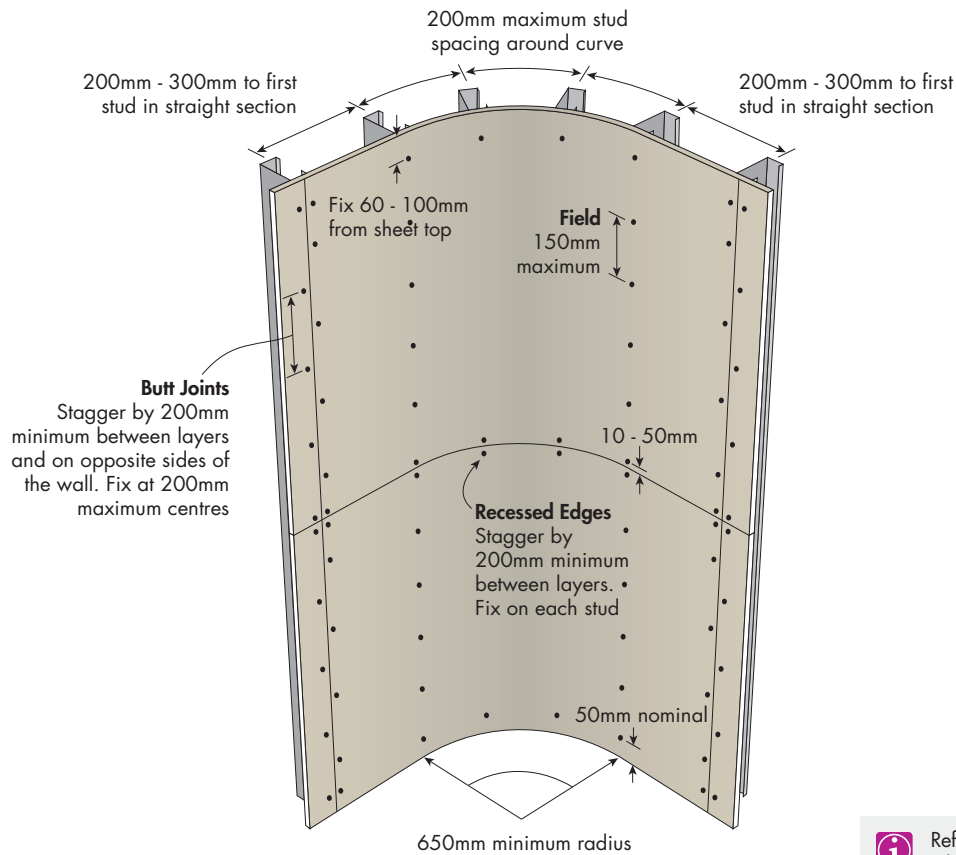 200mm maximum stud
spacing around curve
200mm - 300mm to first
stud in straight section
200mm - 300mm to first
stud in straight section
Fix 60 - 100mm
from sheet top
Field
150mm
maximum
Butt Joints
Stagger by 200mm
minimum between layers
and on opposite sides of
the wall. Fix at 200mm
maximum centres
10 - 50mm
Recessed Edges
Stagger by
200mm minimum
between layers.
Fix on each stud
50mm nominal
650mm minimum radius
i Ref